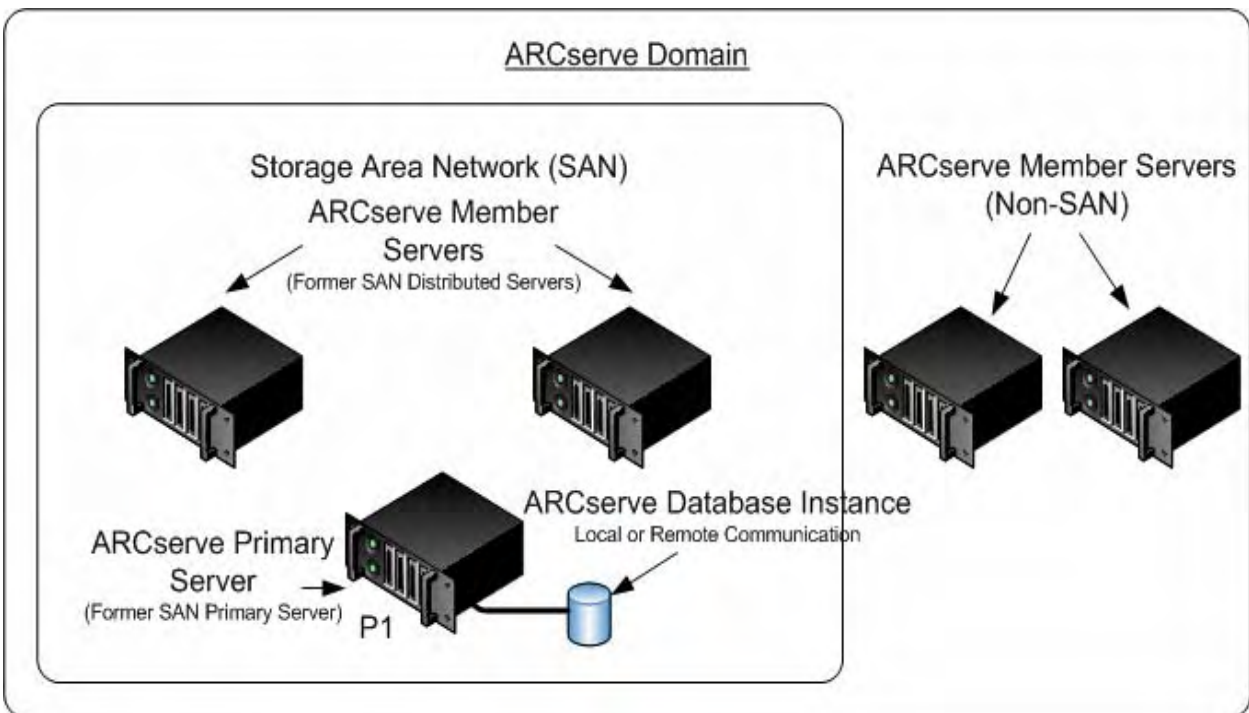 ARCserve Domain
Storage Area Network (SAN)
ARCserve Member
Servers
(Former SAN Distributed Servers)
ARCserve Member Servers
(Non-SAN)
ARCserve Database Instance
Local or Remote Communication
ARCserve Primary
Server
(Former SAN Primary Server)
P1